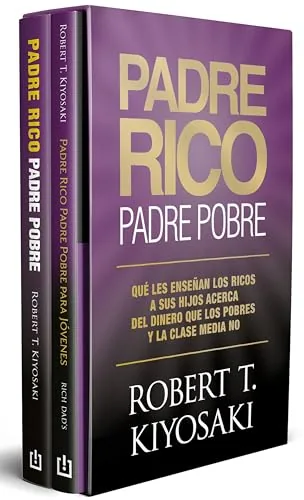 PADRE RICO PADRE POBRE
ROBERT T. KIYOSAKI
ROBERT T. KIYOSAKI
PADRE RICO PADRE POBRE PARA JÓVENES
RICH DAD'S
PADRE
RICO
PADRE POBRE
QUÉ LES ENSEÑAN LOS RICOS
A SUS HIJOS ACERCA
DEL DINERO QUE LOS POBRES
Y LA CLASE MEDIA NO
ROBERT T.
KIYOSAKI